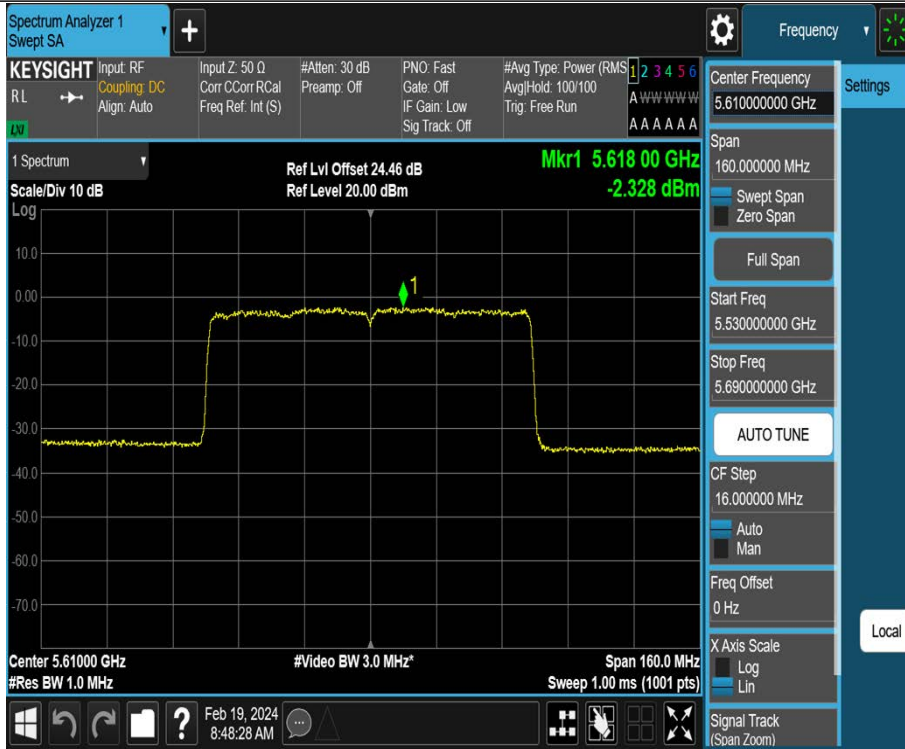 Spectrum Analyzer 1
Swept SA
+
Frequency
KEYSIGHT
RL
LXI
Input: RF
Coupling: DC
Align: Auto
Input Z: 50 Ω
Corr CCorr RCal
Freq Ref: Int (S)
#Atten: 30 dB
Preamp: Off
PNO: Fast
Gate: Off
IF Gain: Low
Sig Track: Off
#Avg Type: Power (RMS
Avg|Hold: 100/100
Trig: Free Run
1 2 3 4 5 6
A W W W W W
A A A A A A
1 Spectrum
Scale/Div 10 dB
Log
Ref Lvl Offset 24.46 dB
Ref Level 20.00 dBm
Mkr1 5.618 00 GHz
-2.328 dBm
10.0
0.00
-10.0
-20.0
-30.0
-40.0
-50.0
-60.0
-70.0
1
Center 5.61000 GHz
#Res BW 1.0 MHz
#Video BW 3.0 MHz*
Span 160.0 MHz
Sweep 1.00 ms (1001 pts)
Center Frequency
5.610000000 GHz
Span
160.000000 MHz
Swept Span
Zero Span
Full Span
Start Freq
5.530000000 GHz
Stop Freq
5.690000000 GHz
AUTO TUNE
CF Step
16.000000 MHz
Auto
Man
Freq Offset
0 Hz
X Axis Scale
Log
Lin
Signal Track
(Span Zoom)
Settings
Local
?
Feb 19, 2024
8:48:28 AM